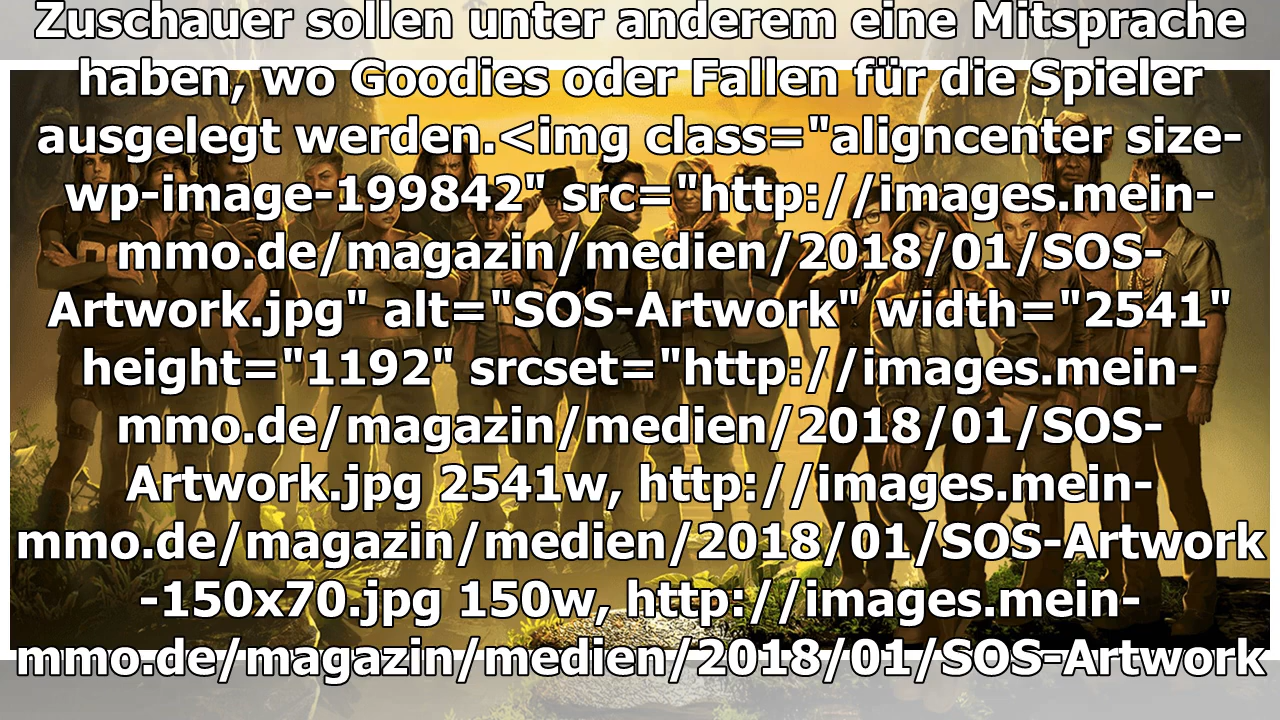 Zuschauer sollen unter anderem eine Mitsprache
haben, wo Goodies oder Fallen für die Spieler
ausgelegt werden.<img class="aligncenter size-
wp-image-199842" src="http://images.mein-
mmo.de/magazin/medien/2018/01/SOS-
Artwork.jpg" alt="SOS-Artwork" width="2541"
height="1192" srcset="http://images.mein-
mmo.de/magazin/medien/2018/01/SOS-
Artwork.jpg 2541w, http://images.mein-
mmo.de/magazin/medien/2018/01/SOS-Artwork
-150x70.jpg 150w, http://images.mein-
mmo.de/magazin/medien/2018/01/SOS-Artwork